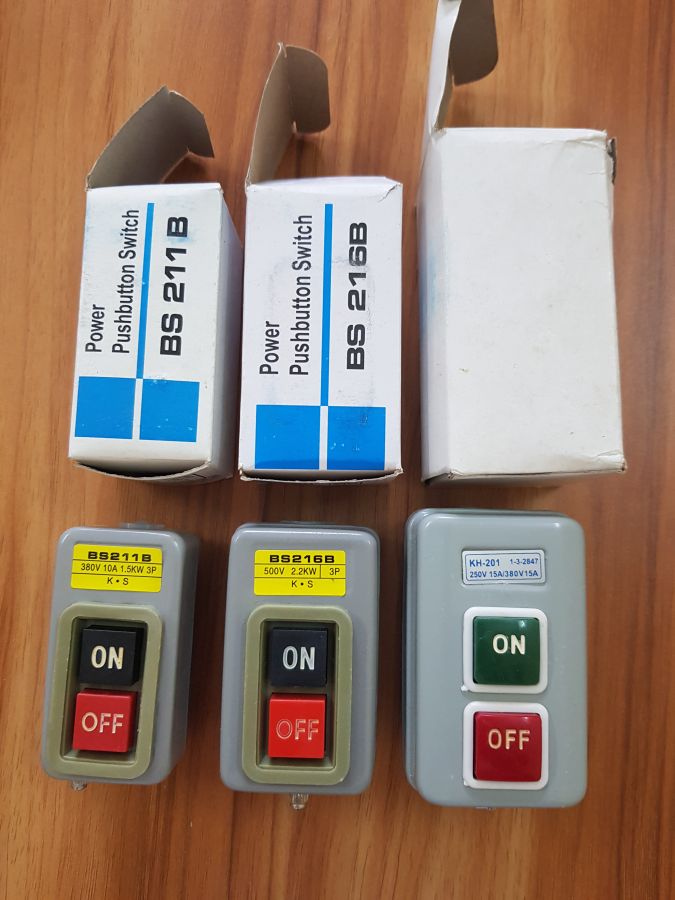 Power
Pushbutton Switch
BS 211 B
Power
Pushbutton Switch
BS 216B
BS211B
380V 10A 1.5KW 3P
K • S
ON
OFF
BS216B
500V 2.2KW 3P
K • S
ON
OFF
KH-201 1-3-2847
250V 15A/380V15A
ON
OFF